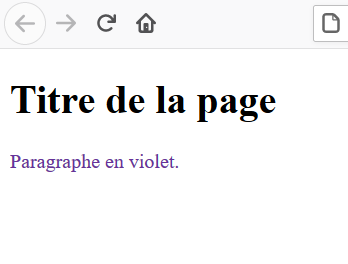 Titre de la page
Paragraphe en violet.